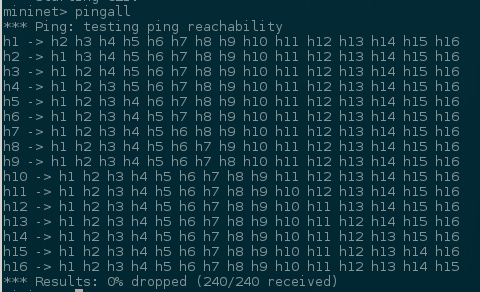 mininet> pingall
*** Ping: testing ping reachability
h1 -> h2 h3 h4 h5 h6 h7 h8 h9 h10 h11 h12 h13 h14 h15 h16
h2 -> h1 h3 h4 h5 h6 h7 h8 h9 h10 h11 h12 h13 h14 h15 h16
h3 -> h1 h2 h4 h5 h6 h7 h8 h9 h10 h11 h12 h13 h14 h15 h16
h4 -> h1 h2 h3 h5 h6 h7 h8 h9 h10 h11 h12 h13 h14 h15 h16
h5 -> h1 h2 h3 h4 h6 h7 h8 h9 h10 h11 h12 h13 h14 h15 h16
h6 -> h1 h2 h3 h4 h5 h7 h8 h9 h10 h11 h12 h13 h14 h15 h16
h7 -> h1 h2 h3 h4 h5 h6 h8 h9 h10 h11 h12 h13 h14 h15 h16
h8 -> h1 h2 h3 h4 h5 h6 h7 h9 h10 h11 h12 h13 h14 h15 h16
h9 -> h1 h2 h3 h4 h5 h6 h7 h8 h10 h11 h12 h13 h14 h15 h16
h10 -> h1 h2 h3 h4 h5 h6 h7 h8 h9 h11 h12 h13 h14 h15 h16
h11 -> h1 h2 h3 h4 h5 h6 h7 h8 h9 h10 h12 h13 h14 h15 h16
h12 -> h1 h2 h3 h4 h5 h6 h7 h8 h9 h10 h11 h13 h14 h15 h16
h13 -> h1 h2 h3 h4 h5 h6 h7 h8 h9 h10 h11 h12 h14 h15 h16
h14 -> h1 h2 h3 h4 h5 h6 h7 h8 h9 h10 h11 h12 h13 h15 h16
h15 -> h1 h2 h3 h4 h5 h6 h7 h8 h9 h10 h11 h12 h13 h14 h16
h16 -> h1 h2 h3 h4 h5 h6 h7 h8 h9 h10 h11 h12 h13 h14 h15
*** Results: 0% dropped (240/240 received)